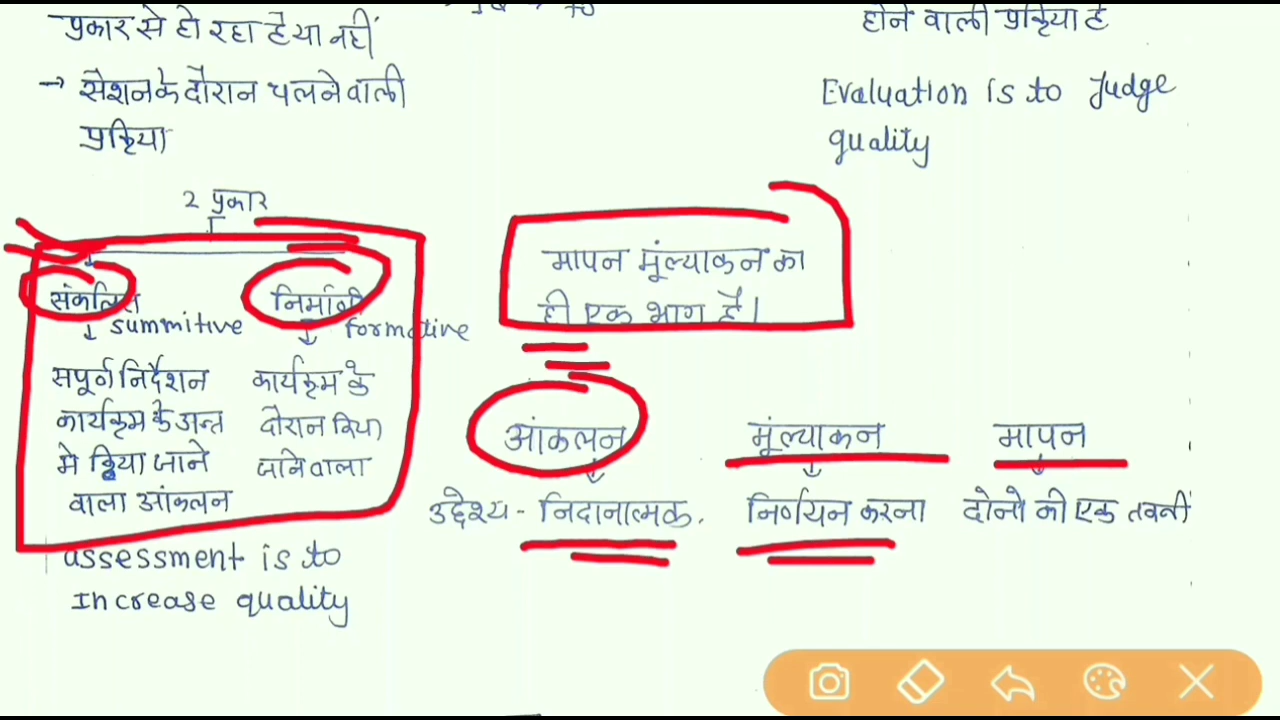 प्रकार से हो रहा है या नहीं
→ सेशन के दौरान चलने वाली
प्रक्रिया
होने वाली प्रक्रिया है
Evaluation is to Judge
quality
2 प्रकार
संकलित
summitive
निर्माणी
formative
सपूर्ण निर्देशन
कार्यक्रम के अन्त
मे किया जाने
वाला आंकलन
कार्यक्रम के
दौरान किया
जाने वाला
assessment is to
Increase quality
मापन मूंल्याकन का
ही एक भाग है।
आंकलन मूंल्याकन मापन
उद्देश्य - निदानात्मक. निर्णयन करना दोनो की एक